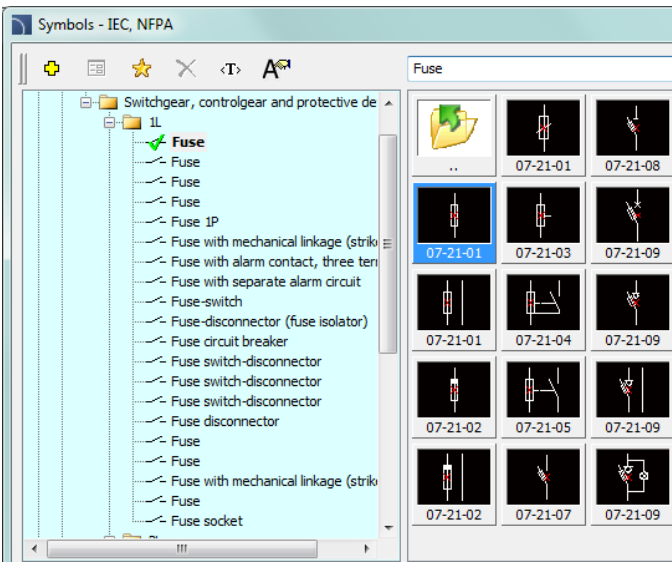 Symbols - IEC, NFPA
<T> A
Fuse
Switchgear, controlgear and protective de
1L
Fuse
Fuse
Fuse
Fuse
Fuse 1P
Fuse with mechanical linkage (strik
Fuse with alarm contact, three teri
Fuse with separate alarm circuit
Fuse-switch
Fuse-disconnector (fuse isolator)
Fuse circuit breaker
Fuse switch-disconnector
Fuse switch-disconnector
Fuse switch-disconnector
Fuse disconnector
Fuse
Fuse
Fuse with mechanical linkage (strik
Fuse
Fuse socket
.. 07-21-01 07-21-08
07-21-01 07-21-03 07-21-09
07-21-01 07-21-04 07-21-09
07-21-02 07-21-05 07-21-09
07-21-02 07-21-07 07-21-09